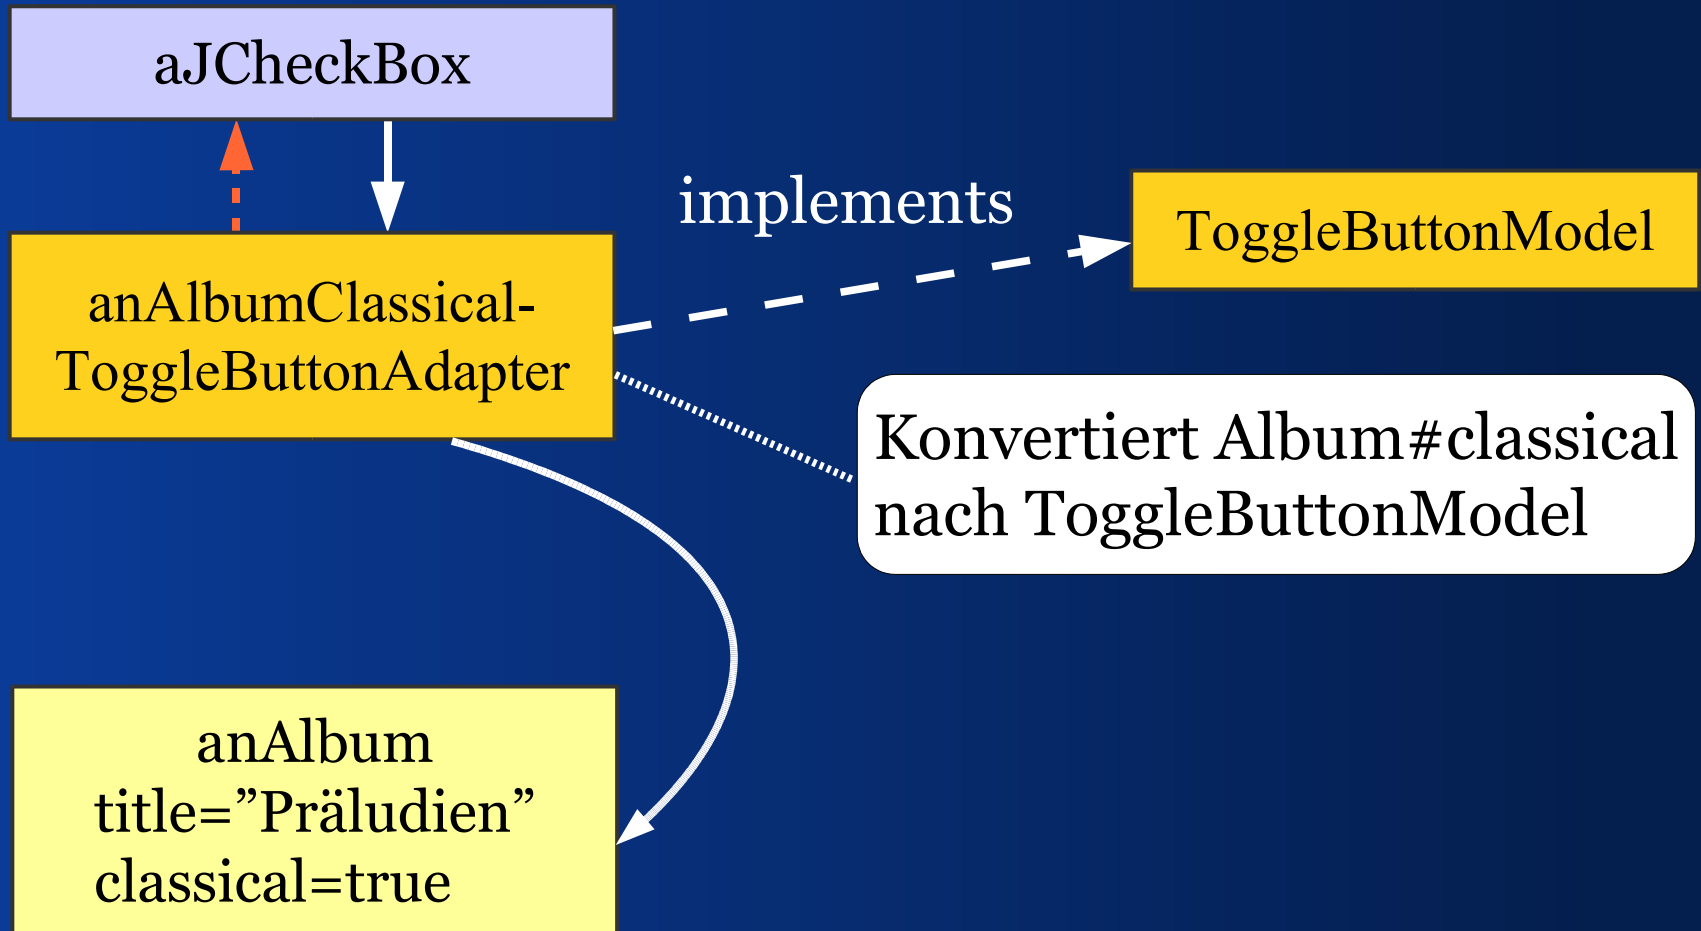 aJCheckBox
implements
ToggleButtonModel
anAlbumClassical-
ToggleButtonAdapter
Konvertiert Album#classical
nach ToggleButtonModel
anAlbum
title=”Präludien”
classical=true